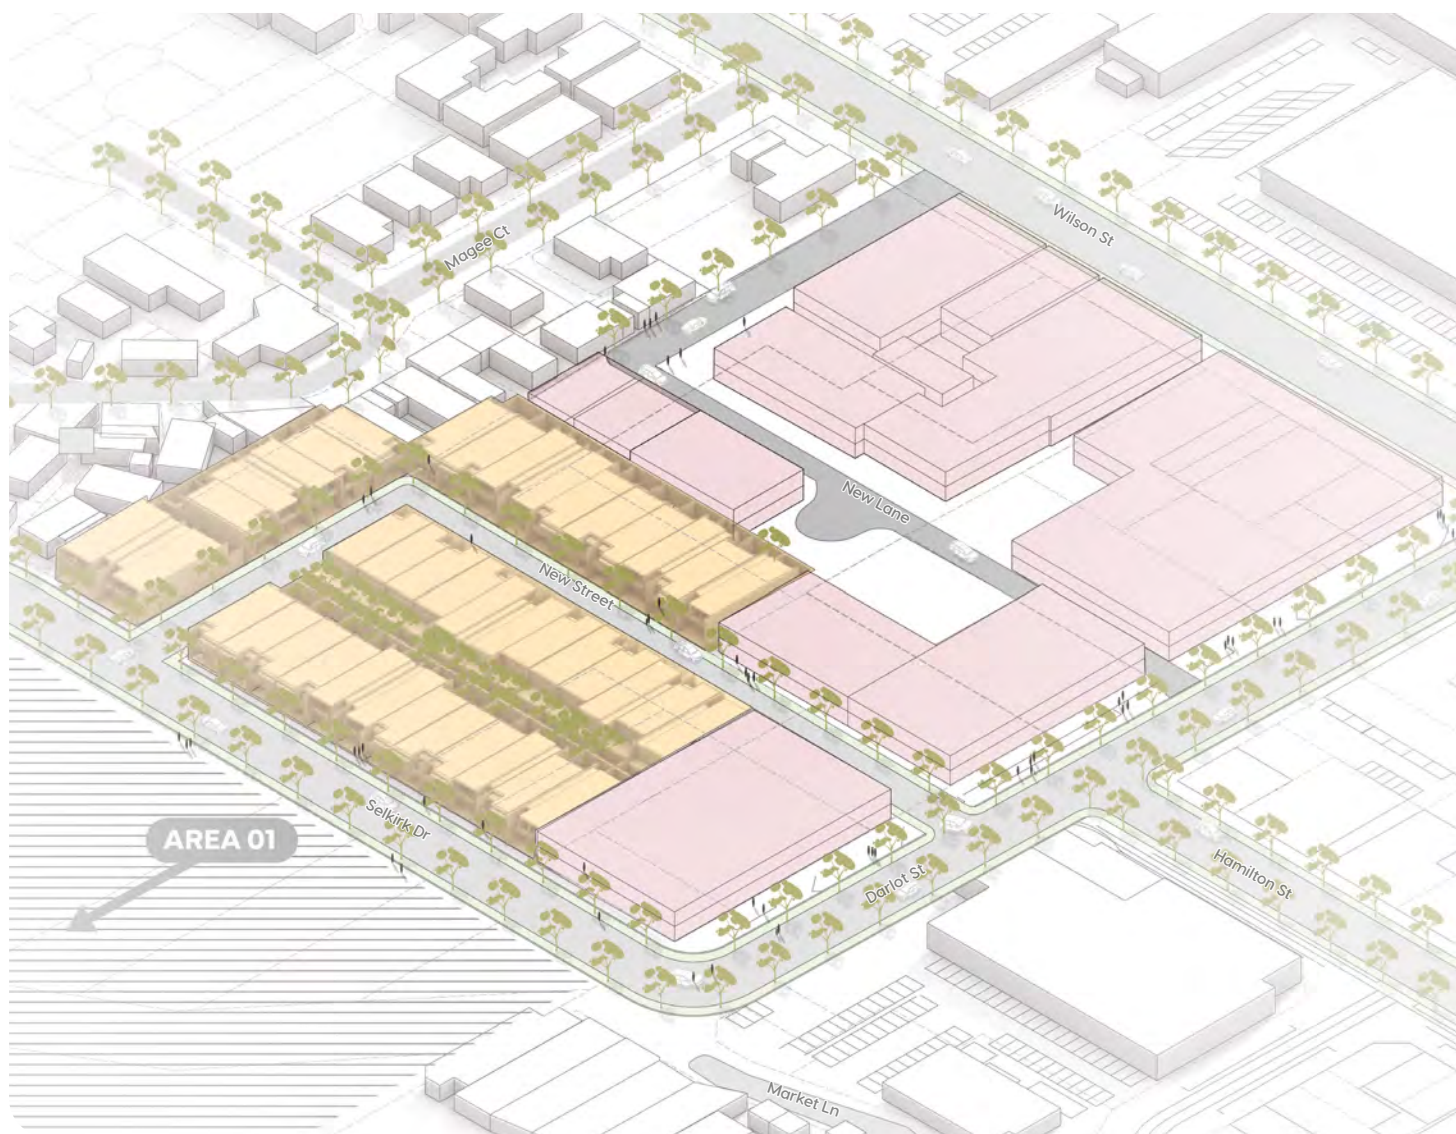 Wilson St
Magee Ct
New Lane
New Street
Selkirk Dr
AREA 01
Darlot St
Hamilton St
Market Ln